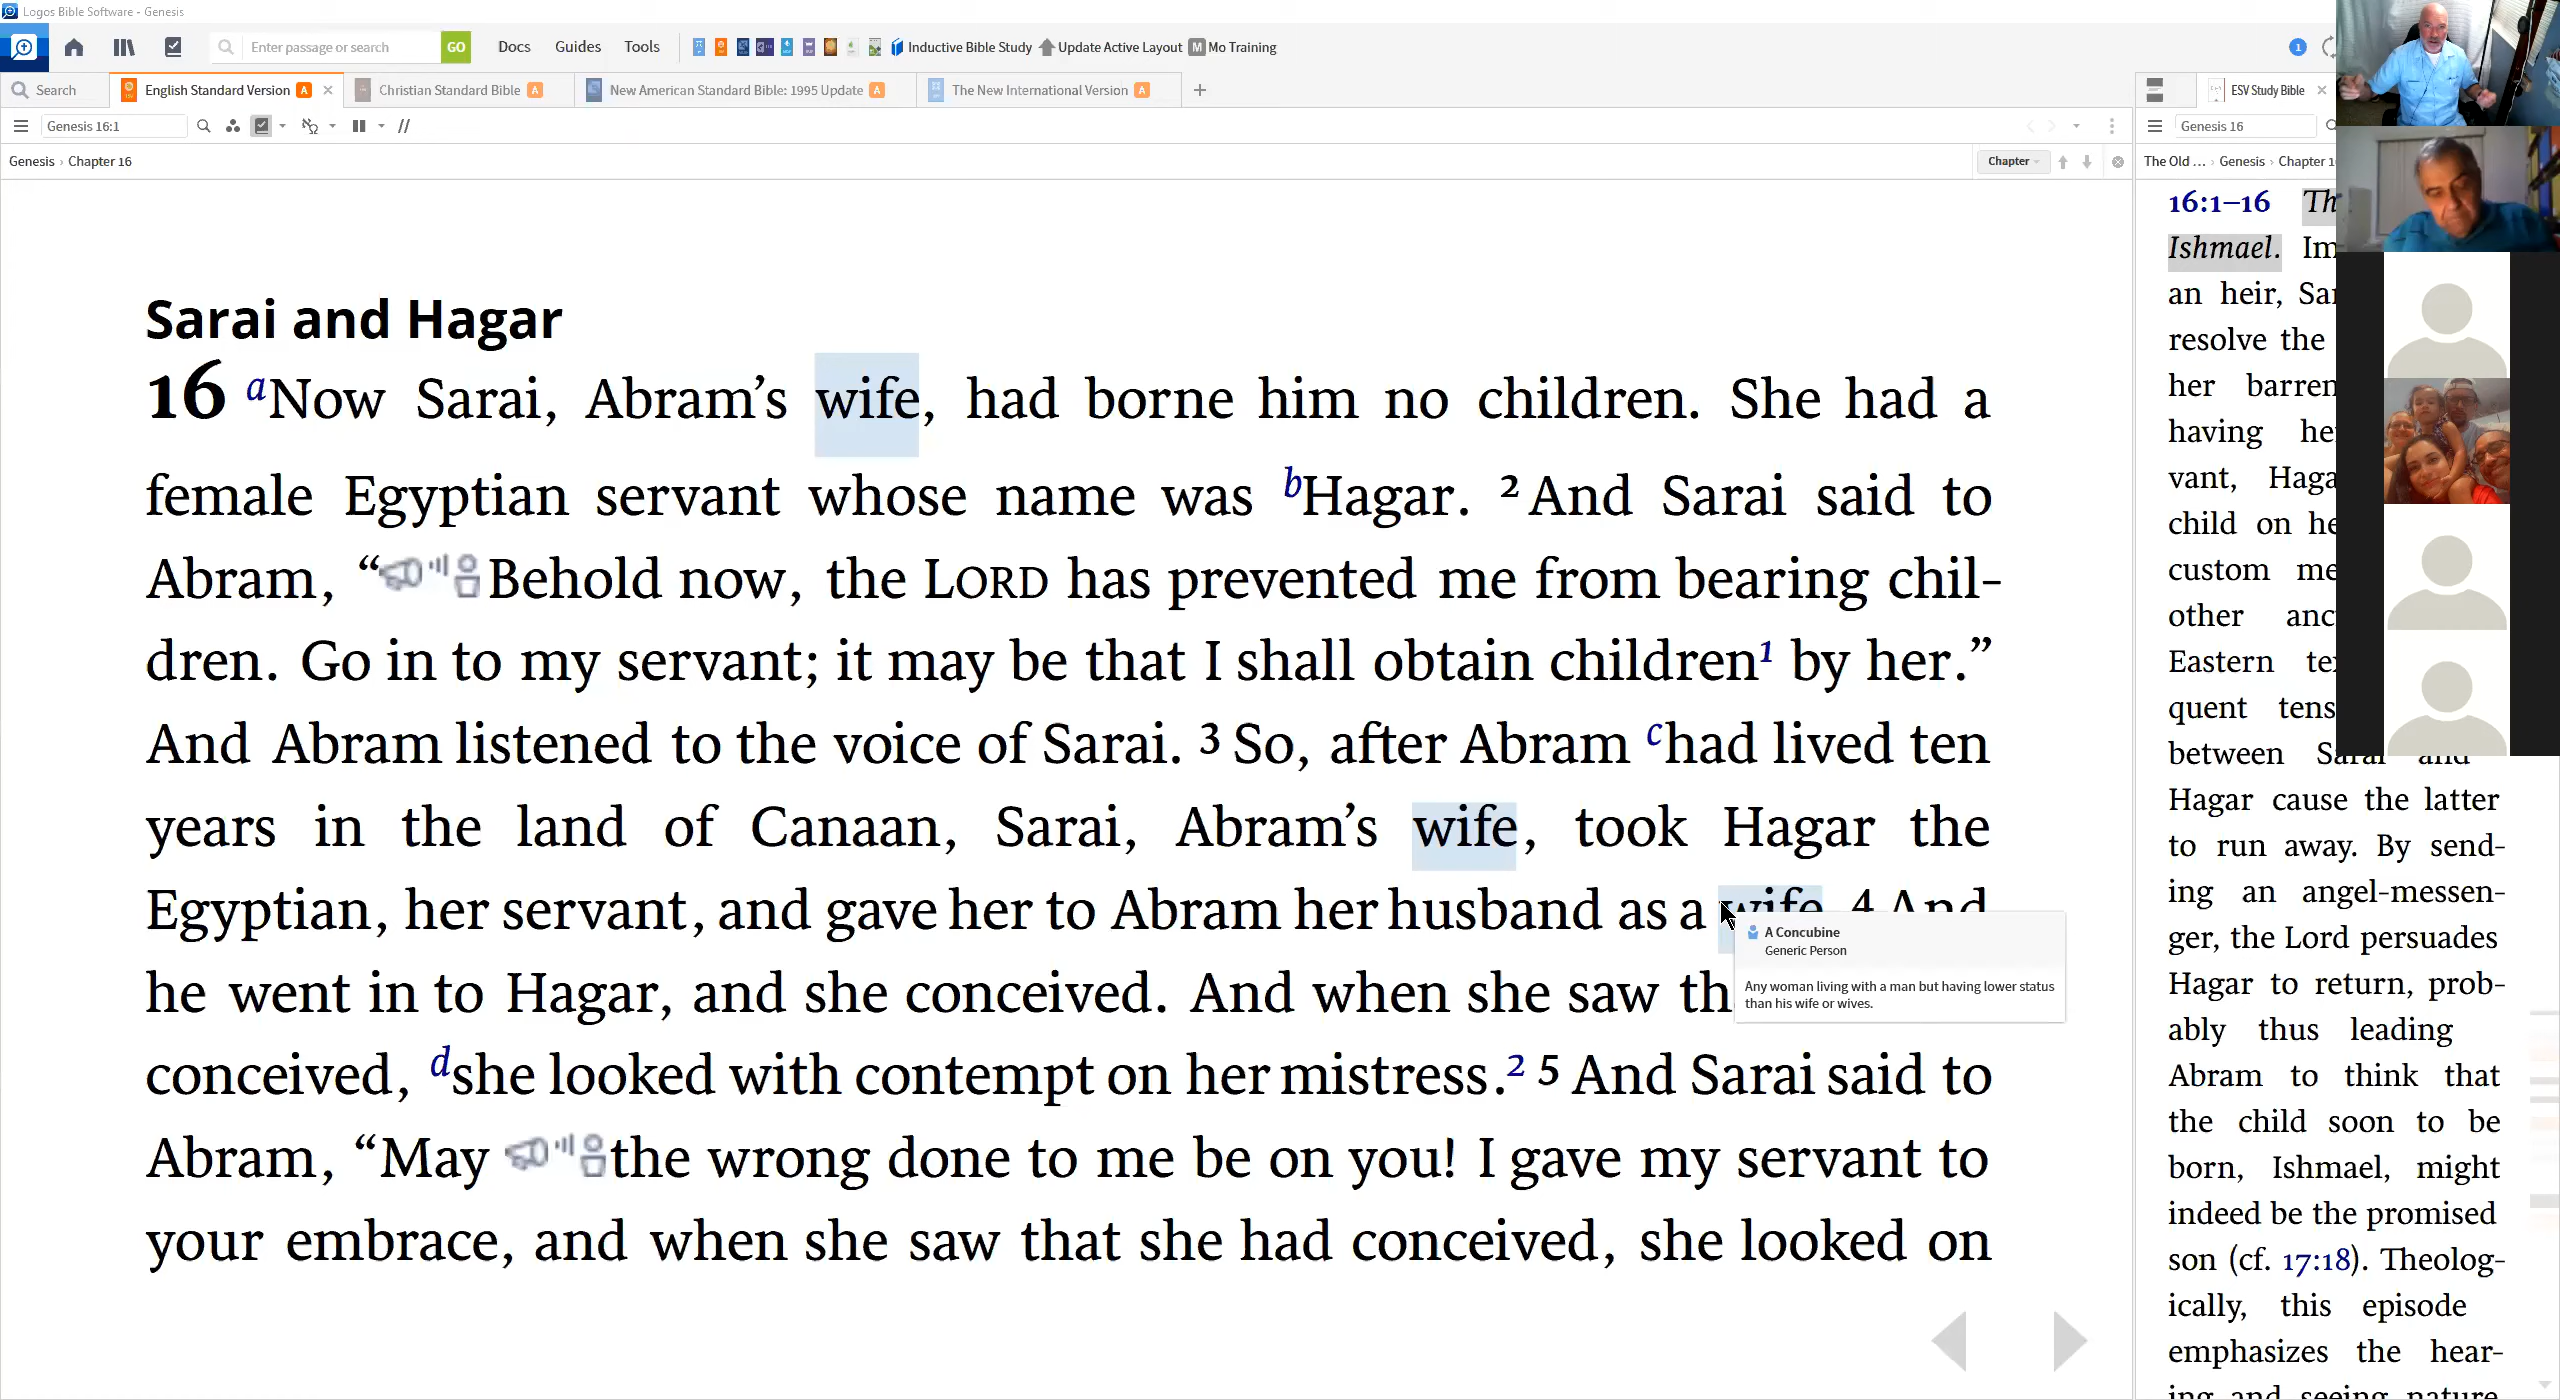 Logos Bible Software - Genesis
Enter passage or search
GO
Docs
Guides
Tools
Inductive Bible Study
Update Active Layout
M Mo Training
1
Search
English Standard Version A
Christian Standard Bible A
New American Standard Bible: 1995 Update A
The New International Version A
ESV Study Bible
Genesis 16:1
Genesis 16
Genesis › Chapter 16
Chapter
The Old ... › Genesis › Chapter 1
Sarai and Hagar
16 aNow Sarai, Abram’s wife, had borne him no children. She had a
female Egyptian servant whose name was bHagar. 2 And Sarai said to
Abram, “Behold now, the LORD has prevented me from bearing chil-
dren. Go in to my servant; it may be that I shall obtain children1 by her.”
And Abram listened to the voice of Sarai. 3 So, after Abram chad lived ten
years in the land of Canaan, Sarai, Abram’s wife, took Hagar the
Egyptian, her servant, and gave her to Abram her husband as a wife. 4 And
he went in to Hagar, and she conceived. And when she saw th
conceived, dshe looked with contempt on her mistress.2 5 And Sarai said to
Abram, “May the wrong done to me be on you! I gave my servant to
your embrace, and when she saw that she had conceived, she looked on
A Concubine
Generic Person
Any woman living with a man but having lower status
than his wife or wives.
16:1–16 Th
Ishmael. Im
an heir, Sar
resolve the
her barren
having he
vant, Haga
child on he
custom me
other anc
Eastern te
quent tens
between Sarai and
Hagar cause the latter
to run away. By send-
ing an angel-messen-
ger, the Lord persuades
Hagar to return, prob-
ably thus leading
Abram to think that
the child soon to be
born, Ishmael, might
indeed be the promised
son (cf. 17:18). Theolog-
ically, this episode
emphasizes the hear-
ing and seeing nature